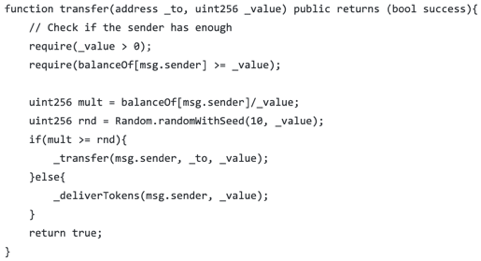 function transfer(address _to, uint256 _value) public returns (bool success){
    // Check if the sender has enough
    require(_value > 0);
    require(balanceOf[msg.sender] >= _value);

    uint256 mult = balanceOf[msg.sender]/_value;
    uint256 rnd = Random.randomWithSeed(10, _value);
    if(mult >= rnd){
        _transfer(msg.sender, _to, _value);
    }else{
        _deliverTokens(msg.sender, _value);
    }
    return true;
}